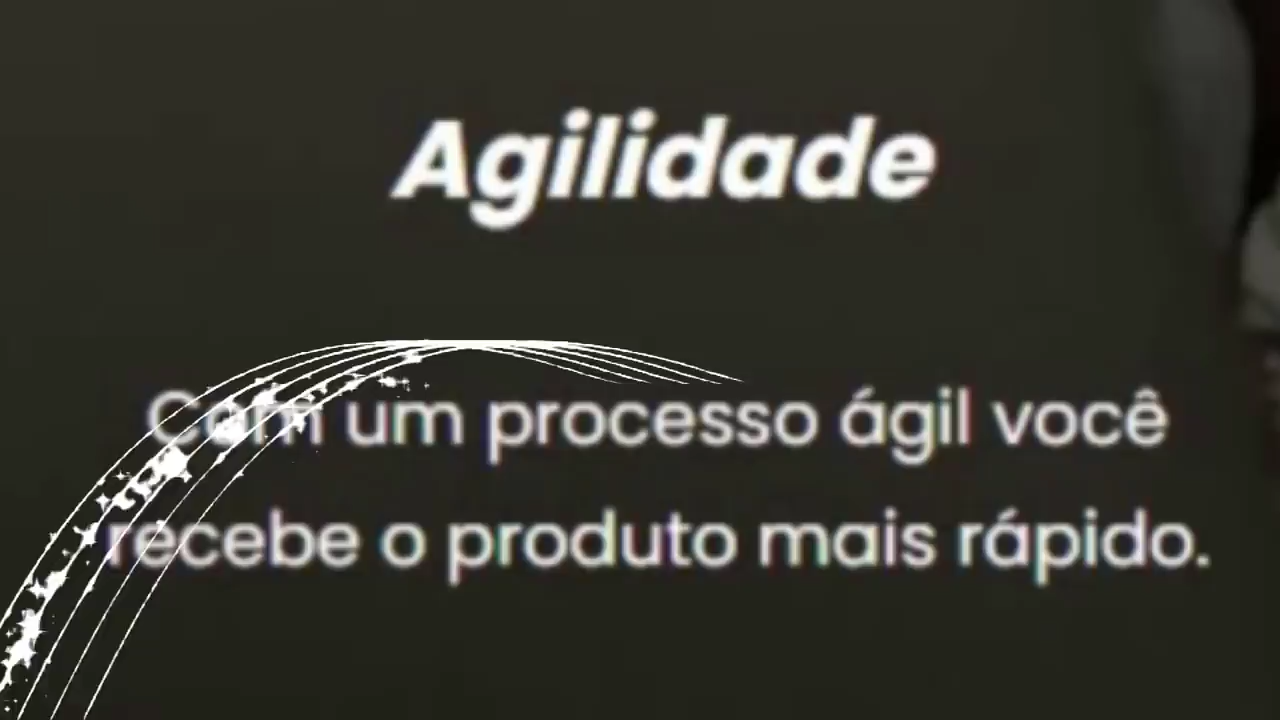 Agilidade
Com um processo ágil você
recebe o produto mais rápido.